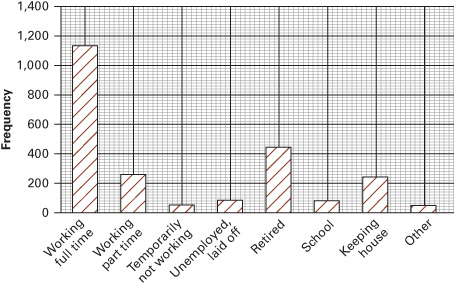 1,400
1,200
1,000
800
600
400
200
0
Frequency
Working
full time
Working
part time
Temporarily
not working
Unemployed,
laid off
Retired
School
Keeping
house
Other